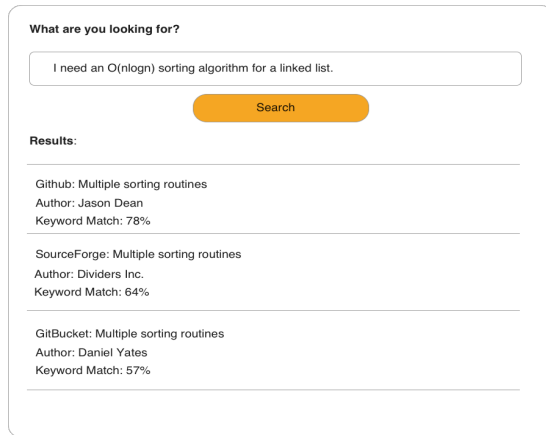 What are you looking for?
I need an O(nlogn) sorting algorithm for a linked list.
Search
Results:
Github: Multiple sorting routines
Author: Jason Dean
Keyword Match: 78%
SourceForge: Multiple sorting routines
Author: Dividers Inc.
Keyword Match: 64%
GitBucket: Multiple sorting routines
Author: Daniel Yates
Keyword Match: 57%